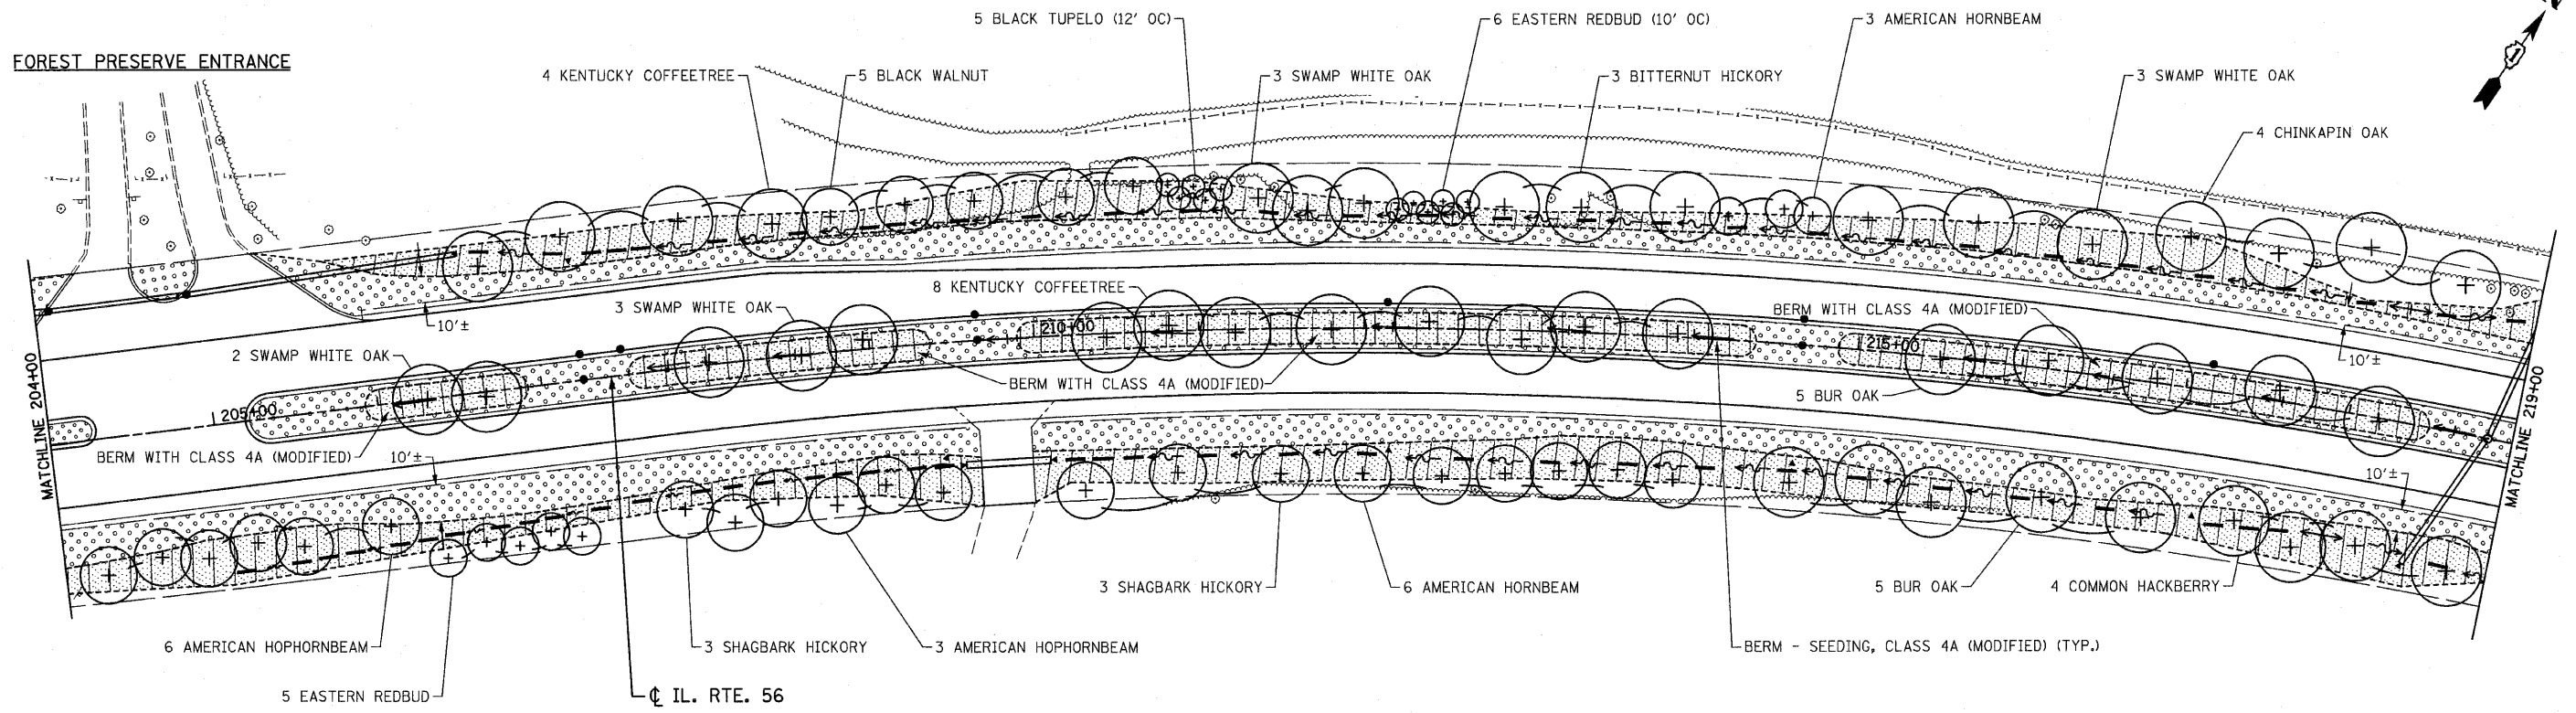 5 BLACK TUPELO (12' OC)
6 EASTERN REDBUD (10' OC)
3 AMERICAN HORNBEAM
N
FOREST PRESERVE ENTRANCE
4 KENTUCKY COFFEETREE
5 BLACK WALNUT
3 SWAMP WHITE OAK
3 BITTERNUT HICKORY
3 SWAMP WHITE OAK
4 CHINKAPIN OAK
8 KENTUCKY COFFEETREE
3 SWAMP WHITE OAK
BERM WITH CLASS 4A (MODIFIED)
10'±
210+00
215+00
2 SWAMP WHITE OAK
10'±
BERM WITH CLASS 4A (MODIFIED)
5 BUR OAK
MATCHLINE 204+00
205+00
MATCHLINE 219+00
BERM WITH CLASS 4A (MODIFIED)
10'±
10'±
3 SHAGBARK HICKORY
6 AMERICAN HORNBEAM
5 BUR OAK
4 COMMON HACKBERRY
6 AMERICAN HOPHORNBEAM
3 SHAGBARK HICKORY
3 AMERICAN HOPHORNBEAM
BERM - SEEDING, CLASS 4A (MODIFIED) (TYP.)
5 EASTERN REDBUD
℄ IL. RTE. 56